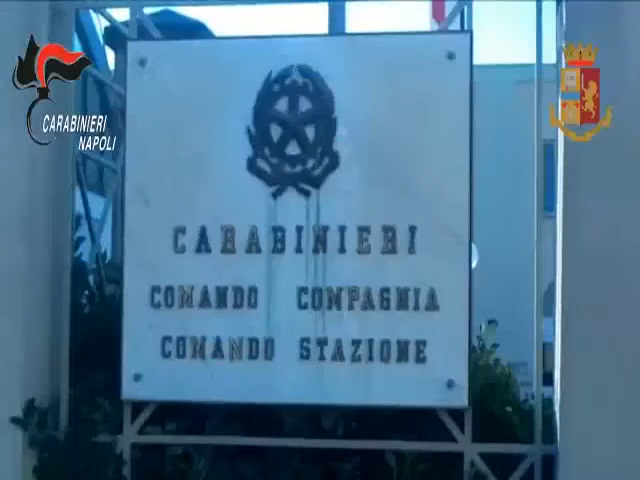 CARABINIERI
NAPOLI
CARABINIERI
COMANDO COMPAGNIA
COMANDO STAZIONE